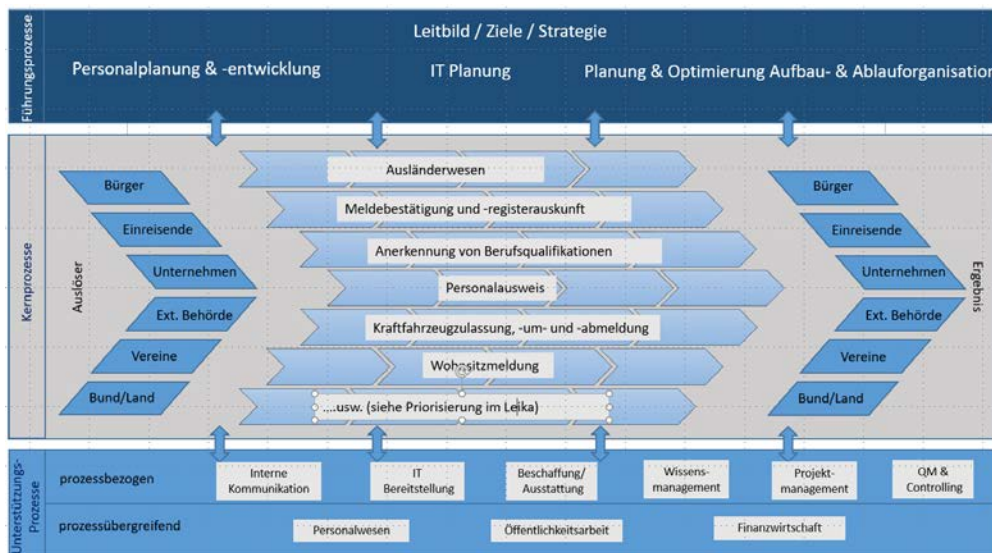 Führungsprozesse
Leitbild / Ziele / Strategie
Personalplanung & -entwicklung
IT Planung
Planung & Optimierung Aufbau- & Ablauforganisation
Kernprozesse
Auslöser
Bürger
Einreisende
Unternehmen
Ext. Behörde
Vereine
Bund/Land
Ausländerwesen
Meldebestätigung und -registerauskunft
Anerkennung von Berufsqualifikationen
Personalausweis
Kraftfahrzeugzulassung, -um- und -abmeldung
Wohnsitzmeldung
....usw. (siehe Priorisierung im Leika)
Bürger
Einreisende
Unternehmen
Ext. Behörde
Vereine
Bund/Land
Ergebnis
Unterstützungs-
Prozesse
prozessbezogen
Interne
Kommunikation
IT
Bereitstellung
Beschaffung/
Ausstattung
Wissens-
management
Projekt-
management
QM &
Controlling
prozessübergreifend
Personalwesen
Öffentlichkeitsarbeit
Finanzwirtschaft